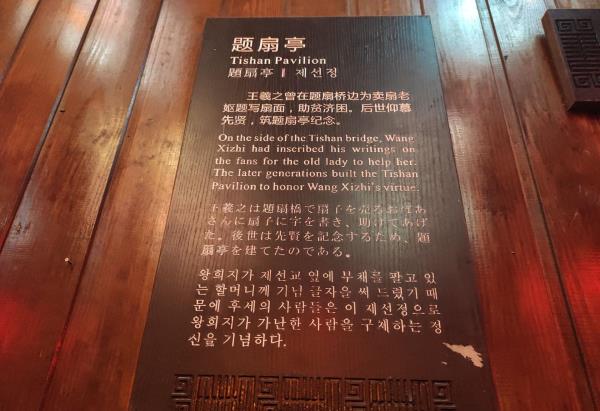 题扇亭
Tishan Pavilion
題扇亭 제선정
王羲之曾在题扇桥边为卖扇老
妪题写扇面，助贫济困。后世仰慕
先贤，筑题扇亭纪念。
On the side of the Tishan bridge, Wang
Xizhi had inscribed his writings on
the fans for the old lady to help her.
The later generations built the Tishan
Pavilion to honor Wang Xizhi's virtue.
王羲之は題扇橋で扇子を売るおばあ
さんに扇子に字を書き、助けてあげ
た。後世は先賢を記念するため、題
扇亭を建てたのである。
왕희지가 제선교 옆에 부채를 팔고 있
는 할머니께 기념 글자을 써 드렸기 때
문에 후세의 사람들은 이 제선정으로
왕희지가 가난한 사람을 구제하는 정
신을 기념하다.